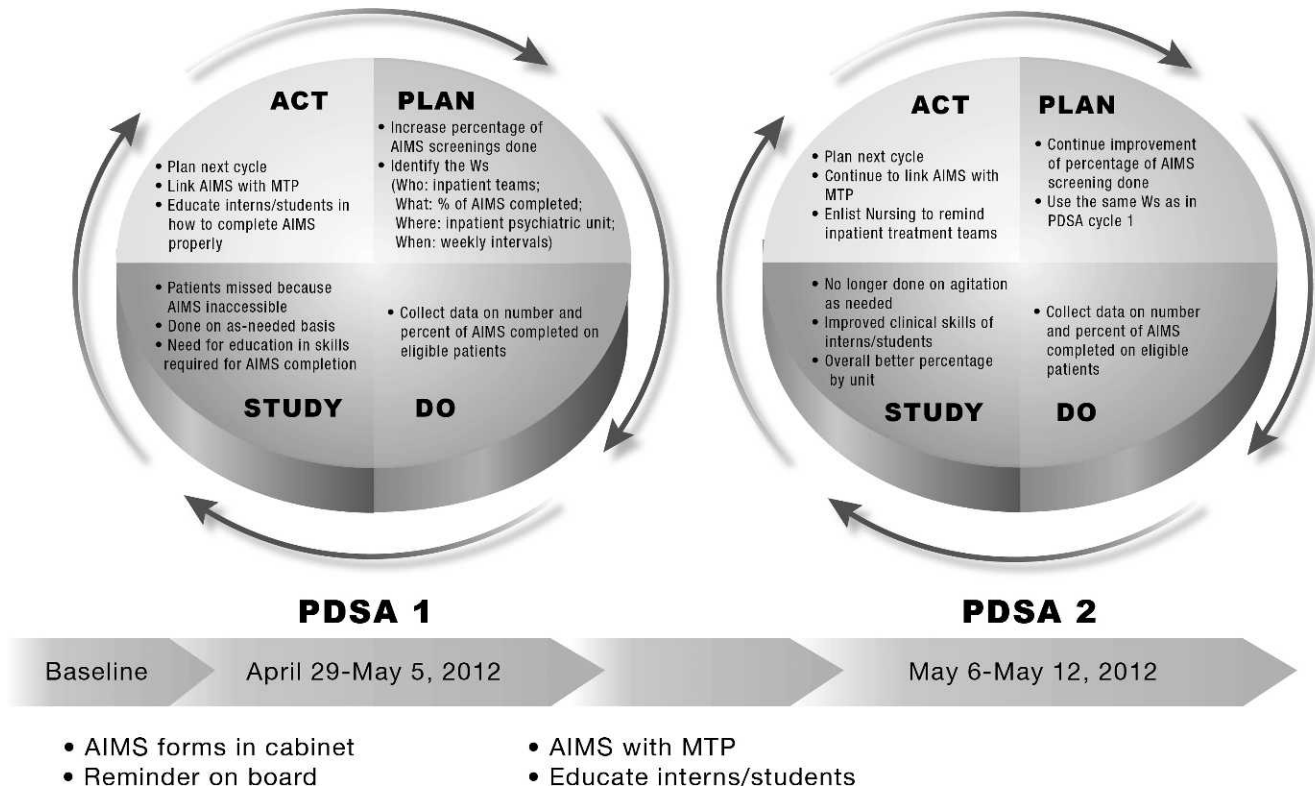 ACT
• Plan next cycle
• Link AIMS with MTP
• Educate interns/students in
how to complete AIMS
properly
PLAN
• Increase percentage of
AIMS screenings done
• Identify the Ws
(Who: inpatient teams;
What: % of AIMS completed;
Where: inpatient psychiatric unit;
When: weekly intervals)
• Patients missed because
AIMS inaccessible
• Done on as-needed basis
• Need for education in skills
required for AIMS completion
STUDY
• Collect data on number and
percent of AIMS completed on
eligible patients
DO
PDSA 1
ACT
• Plan next cycle
• Continue to link AIMS with
MTP
• Enlist Nursing to remind
inpatient treatment teams
PLAN
• Continue improvement
of percentage of AIMS
screening done
• Use the same Ws as in
PDSA cycle 1
• No longer done on agitation
as needed
• Improved clinical skills of
interns/students
• Overall better percentage
by unit
STUDY
• Collect data on number
and percent of AIMS
completed on eligible
patients
DO
PDSA 2
Baseline
April 29-May 5, 2012
May 6-May 12, 2012
• AIMS forms in cabinet
• Reminder on board
• AIMS with MTP
• Educate interns/students